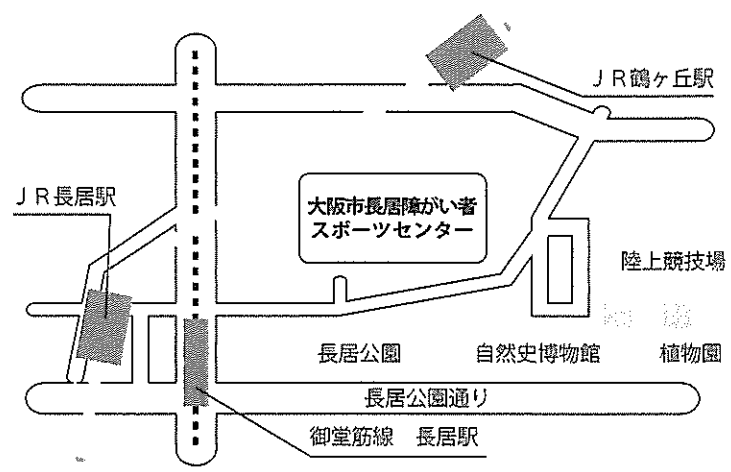 ＪＲ鶴ヶ丘駅
ＪＲ長居駅
大阪市長居障がい者
スポーツセンター
陸上競技場
長居公園
自然史博物館
植物園
長居公園通り
御堂筋線　長居駅